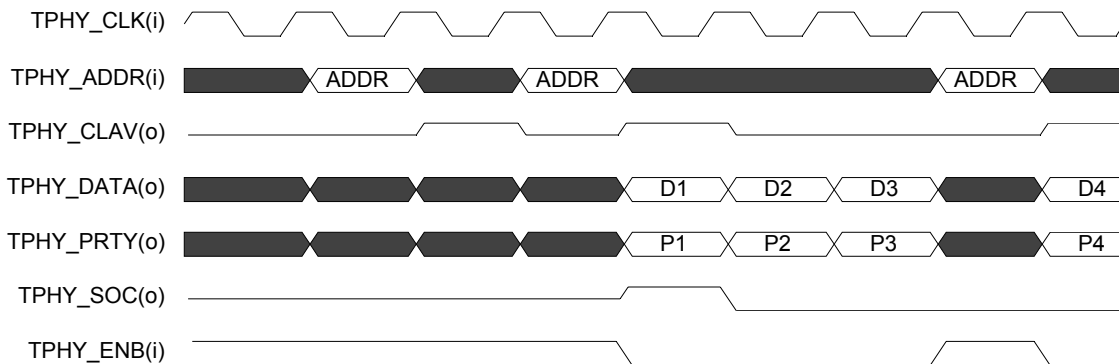 TPHY_CLK(i)
TPHY_ADDR(i) ADDR ADDR ADDR
TPHY_CLAV(o)
TPHY_DATA(o) D1 D2 D3 D4
TPHY_PRTY(o) P1 P2 P3 P4
TPHY_SOC(o)
TPHY_ENB(i)